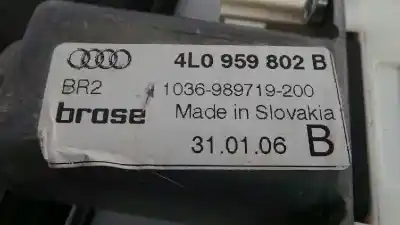 4L0 959 802 B
BR2 1036-989719-200
brose Made in Slovakia
31.01.06 B